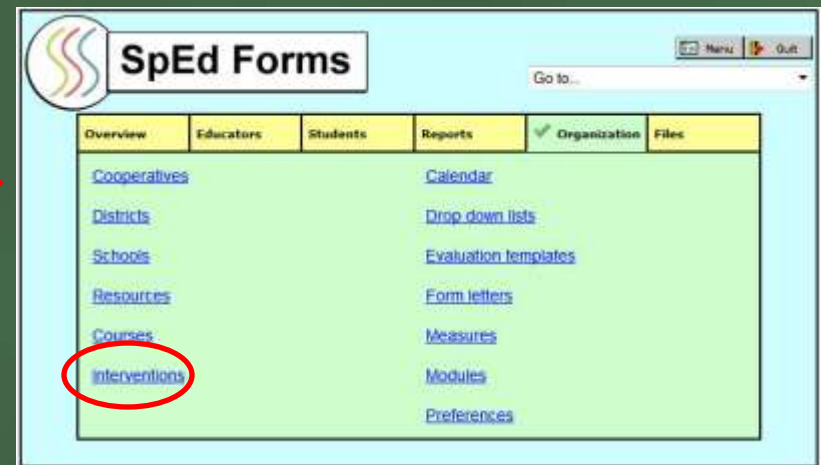 SpEd Forms
Menu Quit
Go to...
Overview Educators Students Reports Organization Files
Cooperatives Calendar
Districts Drop down lists
Schools Evaluation templates
Resources Form letters
Courses Measures
Interventions Modules
Preferences